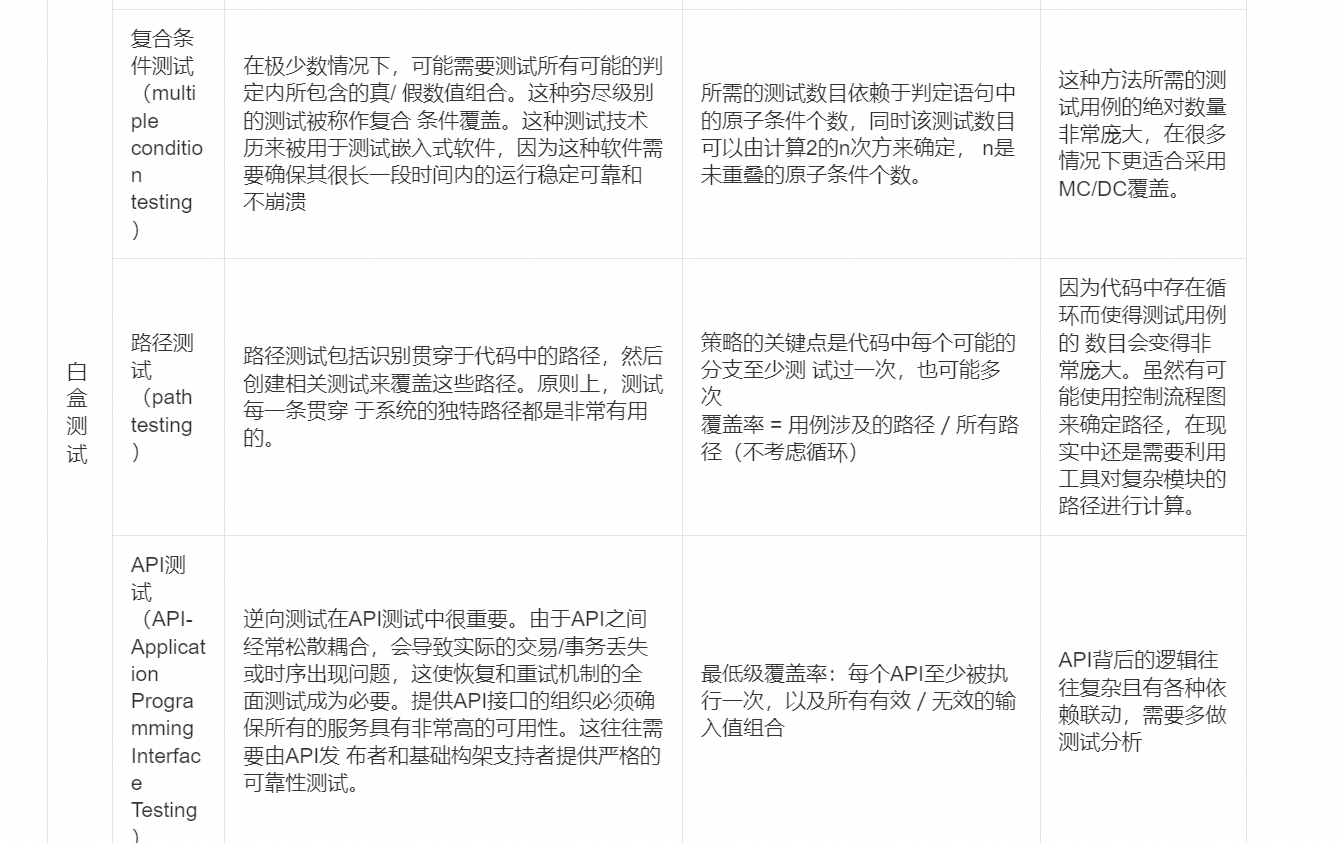 白
盒
测
试
复合条
件测试
（multi
ple
conditio
n
testing
）
在极少数情况下，可能需要测试所有可能的判
定内所包含的真/ 假数值组合。这种穷尽级别
的测试被称作复合 条件覆盖。这种测试技术
历来被用于测试嵌入式软件，因为这种软件需
要确保其很长一段时间内的运行稳定可靠和
不崩溃
所需的测试数目依赖于判定语句中
的原子条件个数，同时该测试数目
可以由计算2的n次方来确定， n是
未重叠的原子条件个数。
这种方法所需的测
试用例的绝对数量
非常庞大，在很多
情况下更适合采用
MC/DC覆盖。
路径测
试
（path
testing
）
路径测试包括识别贯穿于代码中的路径，然后
创建相关测试来覆盖这些路径。原则上，测试
每一条贯穿 于系统的独特路径都是非常有用
的。
策略的关键点是代码中每个可能的
分支至少测 试过一次，也可能多
次
覆盖率 = 用例涉及的路径 / 所有路
径（不考虑循环）
因为代码中存在循
环而使得测试用例
的 数目会变得非
常庞大。虽然有可
能使用控制流程图
来确定路径，在现
实中还是需要利用
工具对复杂模块的
路径进行计算。
API测
试
（API-
Applicat
ion
Progra
mming
Interfac
e
Testing
）
逆向测试在API测试中很重要。由于API之间
经常松散耦合，会导致实际的交易/事务丢失
或时序出现问题，这使恢复和重试机制的全
面测试成为必要。提供API接口的组织必须确
保所有的服务具有非常高的可用性。这往往需
要由API发 布者和基础构架支持者提供严格的
可靠性测试。
最低级覆盖率：每个API至少被执
行一次，以及所有有效 / 无效的输
入值组合
API背后的逻辑往
往复杂且有各种依
赖联动，需要多做
测试分析